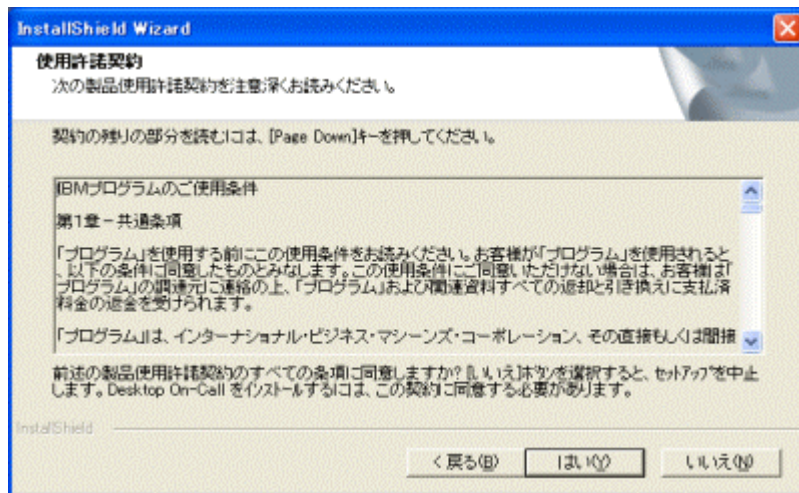 InstallShield Wizard
使用許諾契約
次の製品使用許諾契約を注意深くお読みください。
契約の残りの部分を読むには、[Page Down]キーを押してください。
IBMプログラムのご使用条件
第1章－共通条項
「プログラム」を使用する前にこの使用条件をお読みください。お客様が「プログラム」を使用されると
、以下の条件に同意したものとみなします。この使用条件にご同意いただけない場合は、お客様は「
プログラム」の調達元に連絡の上、「プログラム」および関連資料すべての返却と引き換えに支払済
料金の返金を受けられます。
「プログラム」は、インターナショナル・ビジネス・マシーンズ・コーポレーション、その直接もしくは間接
前述の製品使用許諾契約のすべての条項に同意しますか? [いいえ]ボタンを選択すると、セットアップを中止
します。Desktop On-Call をインストールするには、この契約に同意する必要があります。
InstallShield
< 戻る(B) はい(Y) いいえ(N)